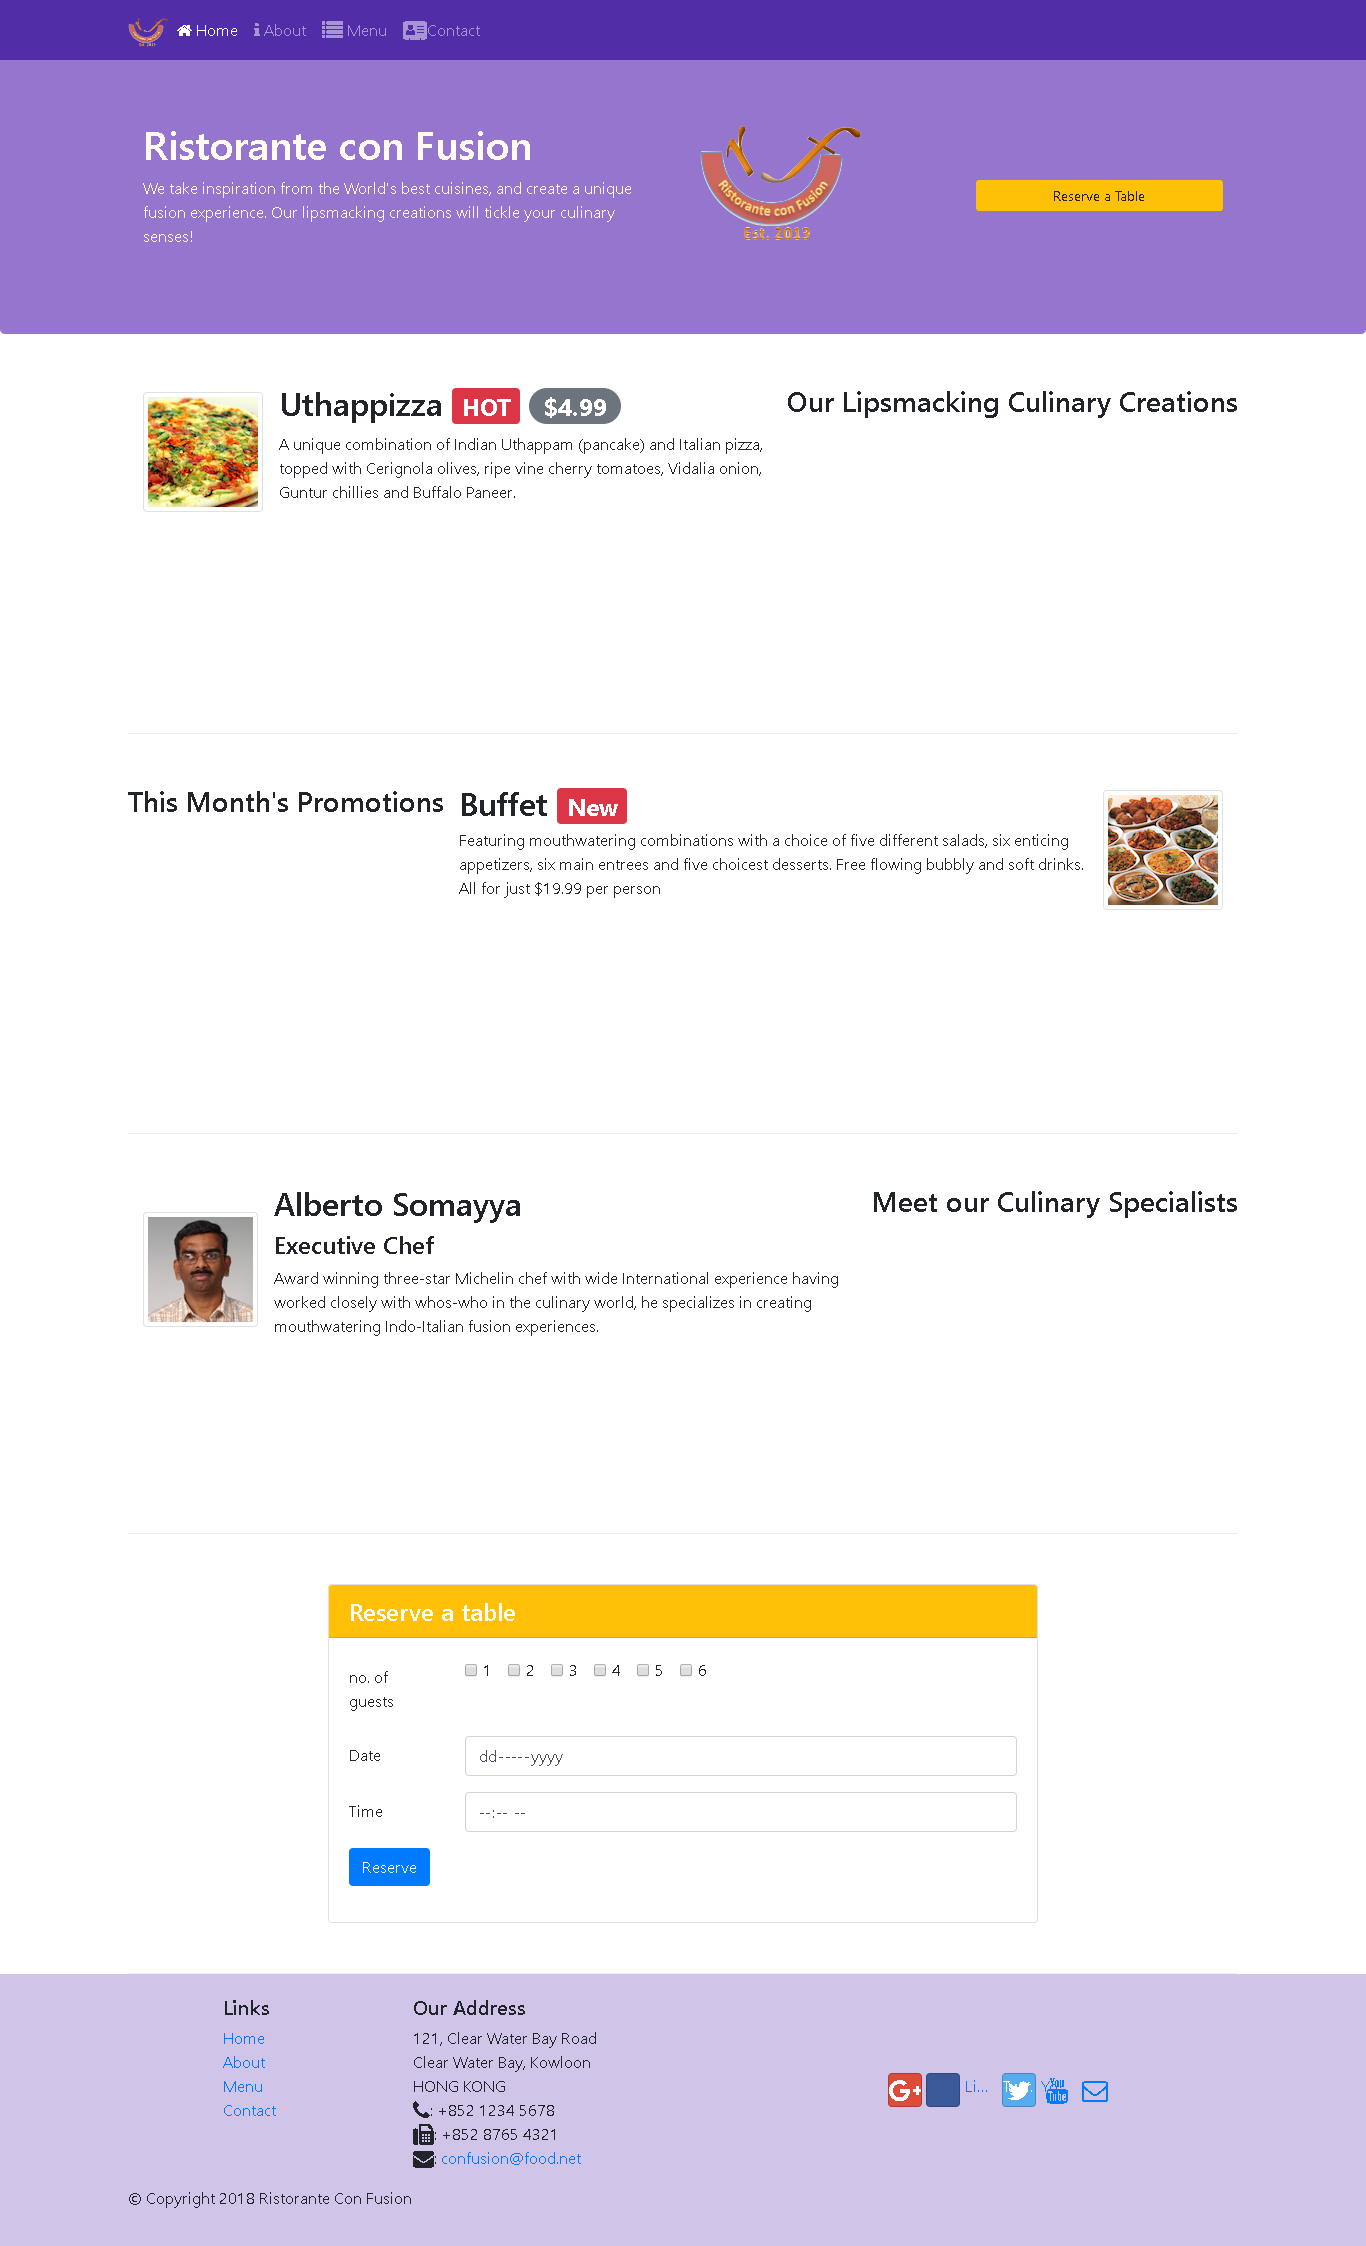 Home About Menu Contact
Ristorante con Fusion
We take inspiration from the World's best cuisines, and create a unique
fusion experience. Our lipsmacking creations will tickle your culinary
senses!
Ristorante con Fusion
Est. 2013
Reserve a Table
Uthappizza HOT $4.99
A unique combination of Indian Uthappam (pancake) and Italian pizza,
topped with Cerignola olives, ripe vine cherry tomatoes, Vidalia onion,
Guntur chillies and Buffalo Paneer.
Our Lipsmacking Culinary Creations
This Month's Promotions
Buffet New
Featuring mouthwatering combinations with a choice of five different salads, six enticing
appetizers, six main entrees and five choicest desserts. Free flowing bubbly and soft drinks.
All for just $19.99 per person
Alberto Somayya
Executive Chef
Award winning three-star Michelin chef with wide International experience having
worked closely with whos-who in the culinary world, he specializes in creating
mouthwatering Indo-Italian fusion experiences.
Meet our Culinary Specialists
Reserve a table
no. of
guests
1 2 3 4 5 6
Date
dd-----yyyy
Time
--:-- --
Reserve
Links
Home
About
Menu
Contact
Our Address
121, Clear Water Bay Road
Clear Water Bay, Kowloon
HONG KONG
: +852 1234 5678
: +852 8765 4321
: confusion@food.net
G+ Li... You Tube
© Copyright 2018 Ristorante Con Fusion